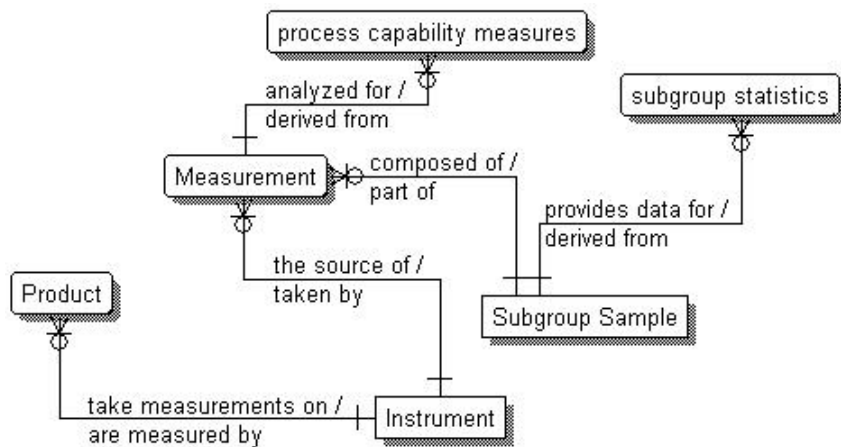 process capability measures
analyzed for /
derived from
subgroup statistics
Measurement
composed of /
part of
provides data for /
derived from
the source of /
taken by
Product
Subgroup Sample
take measurements on /
are measured by
Instrument